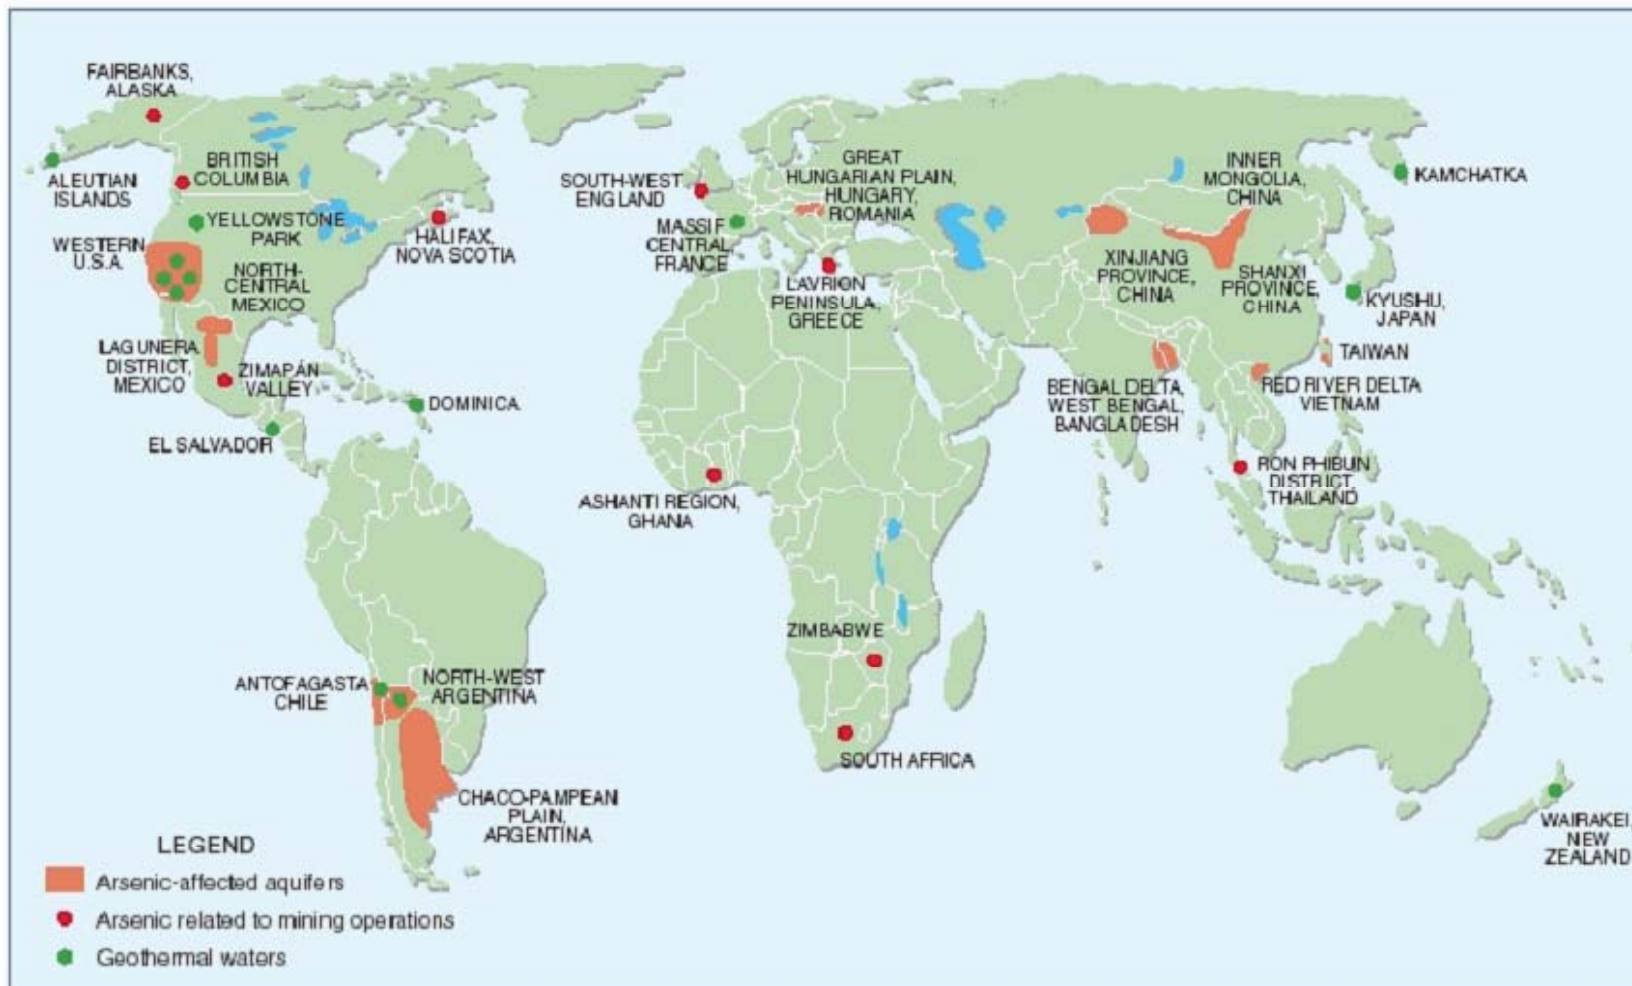 FAIRBANKS,
ALASKA
ALEUTIAN
ISLANDS
BRITISH
COLUMBIA
YELLOWSTONE
PARK
HALIFAX,
NOVA SCOTIA
WESTERN
U.S.A.
NORTH-
CENTRAL
MEXICO
LAGUNERA
DISTRICT,
MEXICO
ZIMAPÁN
VALLEY
DOMINICA
EL SALVADOR
SOUTH-WEST
ENGLAND
MASSIF
CENTRAL,
FRANCE
GREAT
HUNGARIAN PLAIN,
HUNGARY,
ROMANIA
LAVRION
PENINSULA,
GREECE
INNER
MONGOLIA,
CHINA
KAMCHATKA
XINJIANG
PROVINCE,
CHINA
SHANXI
PROVINCE,
CHINA
KYUSHU,
JAPAN
TAIWAN
BENGAL DELTA,
WEST BENGAL,
BANGLADESH
RED RIVER DELTA
VIETNAM
RON PHIBUN
DISTRICT,
THAILAND
ASHANTI REGION,
GHANA
ZIMBABWE
SOUTH AFRICA
ANTOFAGASTA
CHILE
NORTH-WEST
ARGENTINA
CHACO-PAMPEAN
PLAIN,
ARGENTINA
WAIRAKEI,
NEW
ZEALAND
LEGEND
Arsenic-affected aquifers
Arsenic related to mining operations
Geothermal waters